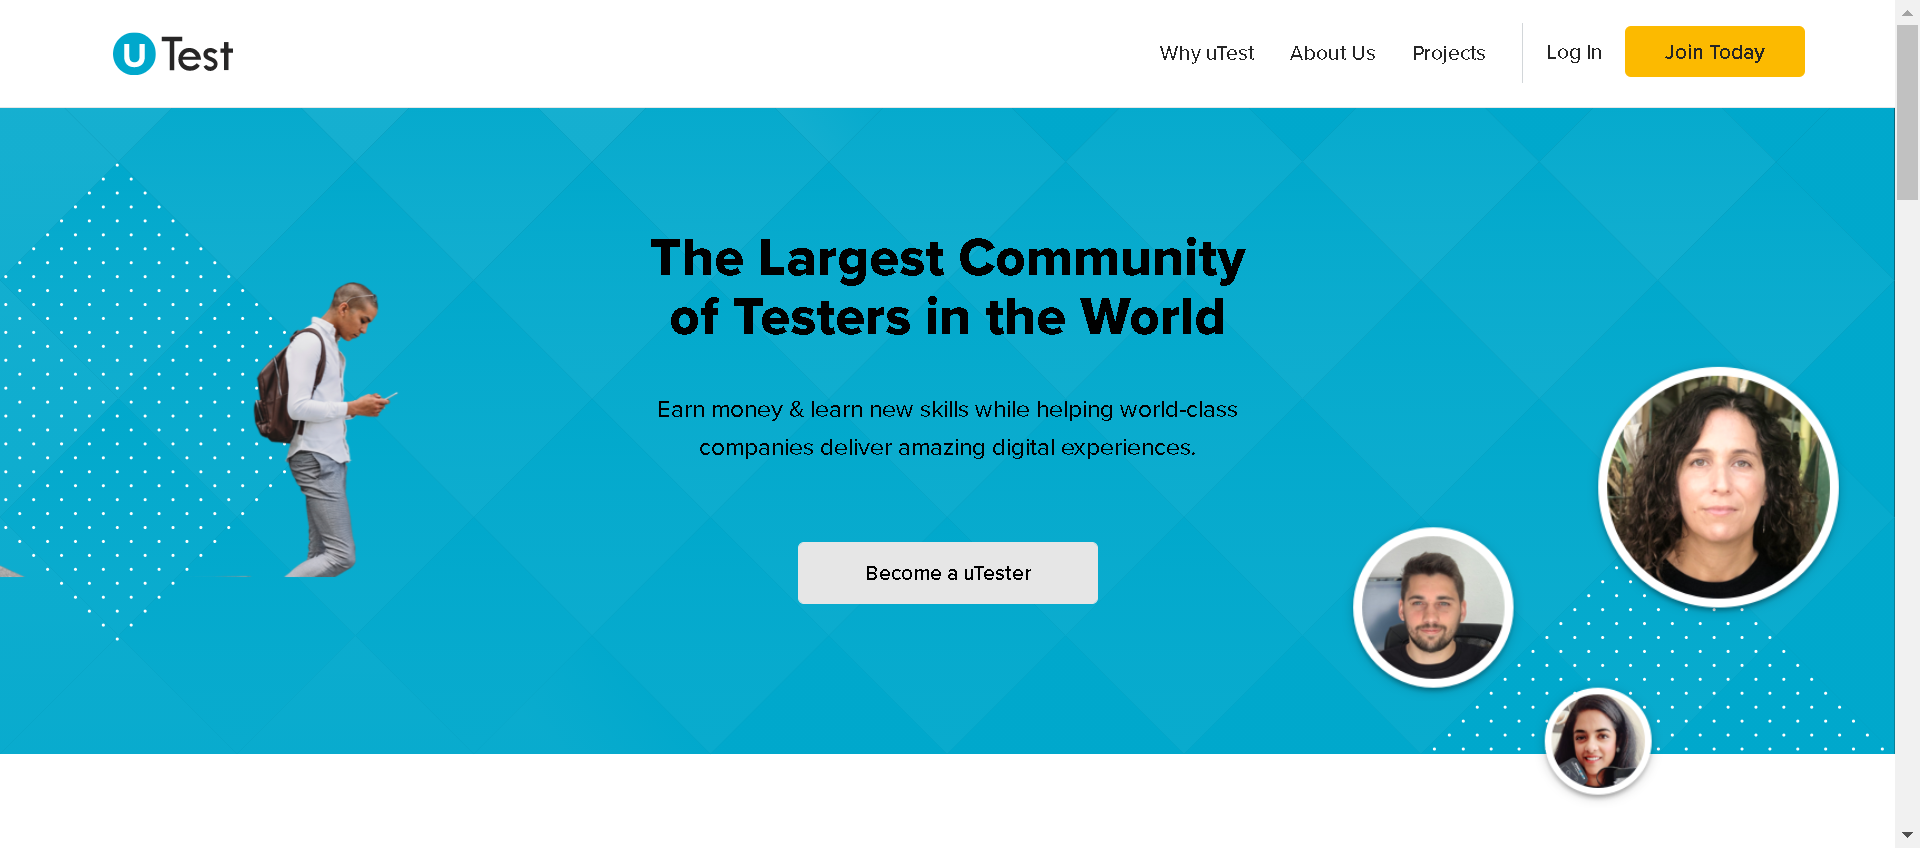 uTest
Why uTest
About Us
Projects
Log In
Join Today
The Largest Community
of Testers in the World
Earn money & learn new skills while helping world-class
companies deliver amazing digital experiences.
Become a uTester